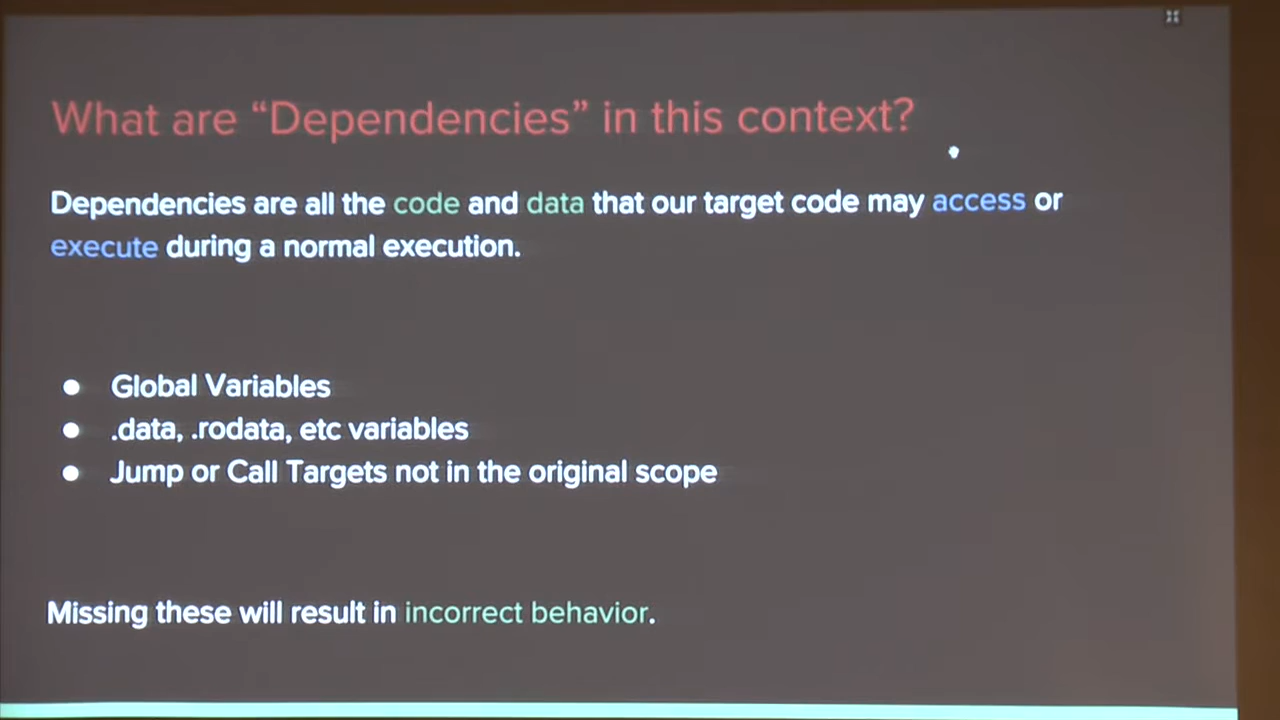 What are “Dependencies” in this context?
Dependencies are all the code and data that our target code may access or
execute during a normal execution.
● Global Variables
● .data, .rodata, etc variables
● Jump or Call Targets not in the original scope
Missing these will result in incorrect behavior.